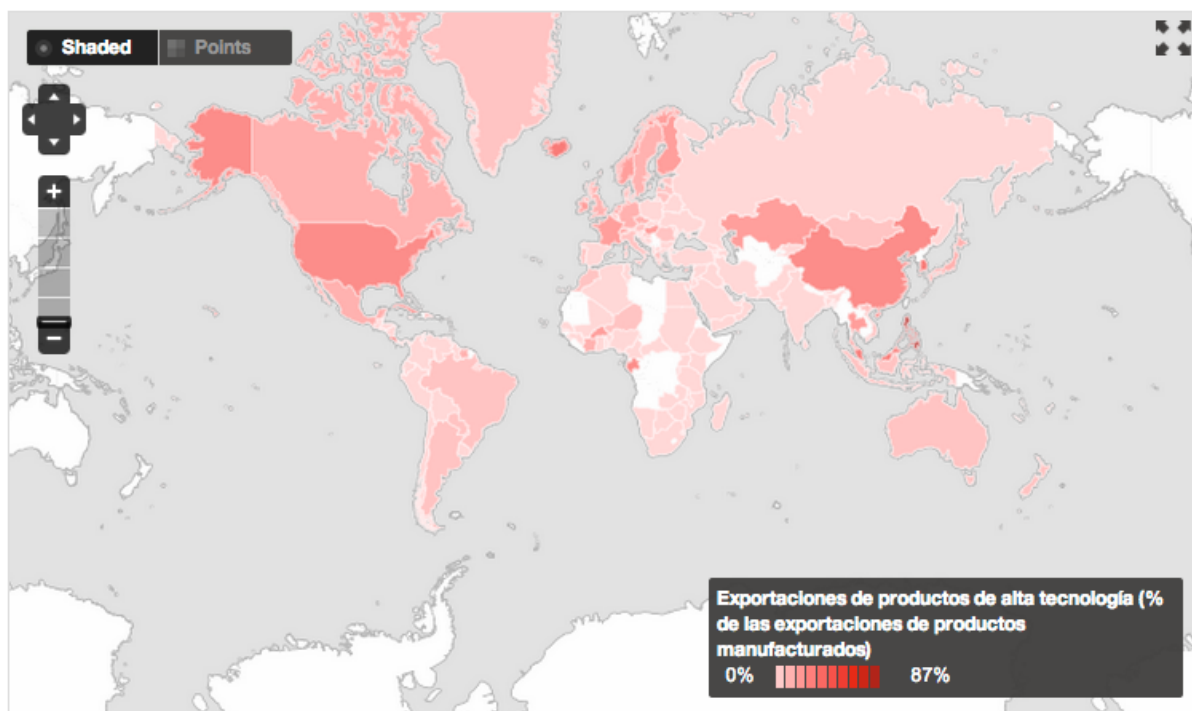 Shaded
Points
+
−
Exportaciones de productos de alta tecnología (%
de las exportaciones de productos
manufacturados)
0% 87%